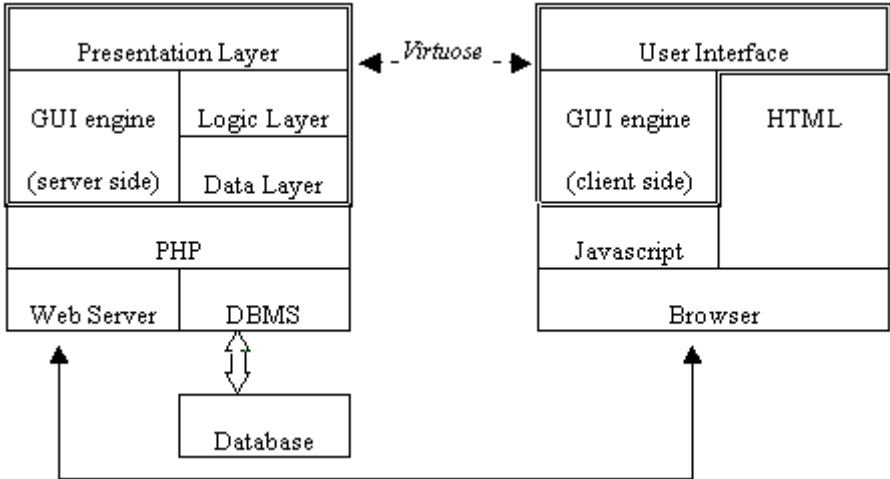 Presentation Layer
GUI engine
(server side)
Logic Layer
Data Layer
PHP
Web Server
DBMS
Database
Virtuose
User Interface
GUI engine
(client side)
HTML
Javascript
Browser